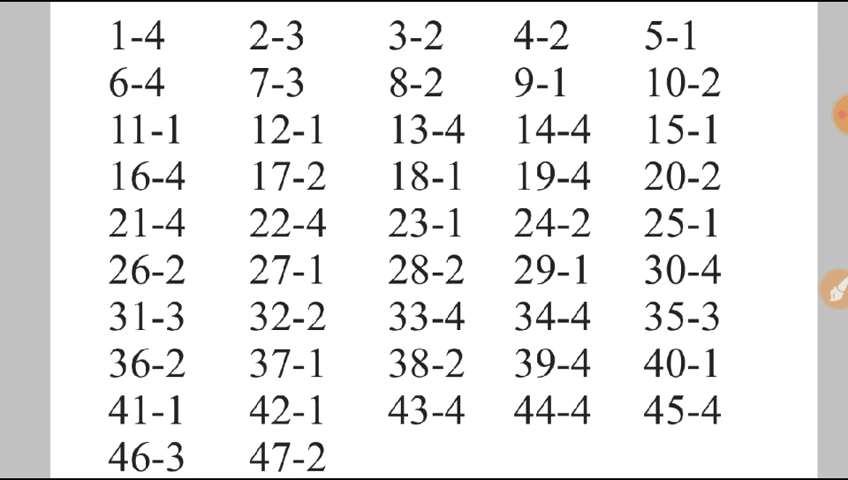 1-4 2-3 3-2 4-2 5-1
6-4 7-3 8-2 9-1 10-2
11-1 12-1 13-4 14-4 15-1
16-4 17-2 18-1 19-4 20-2
21-4 22-4 23-1 24-2 25-1
26-2 27-1 28-2 29-1 30-4
31-3 32-2 33-4 34-4 35-3
36-2 37-1 38-2 39-4 40-1
41-1 42-1 43-4 44-4 45-4
46-3 47-2